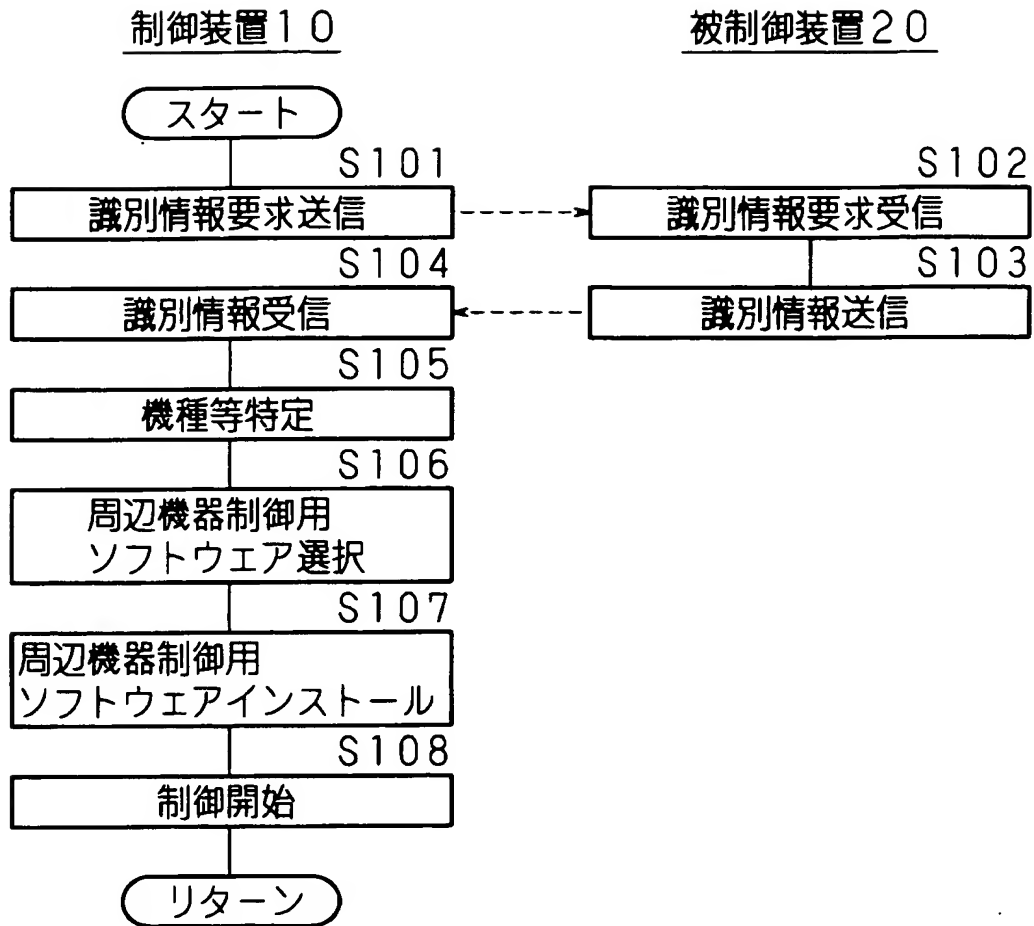 制御装置１０
被制御装置２０
スタート
Ｓ１０１
Ｓ１０２
識別情報要求送信
識別情報要求受信
Ｓ１０４
Ｓ１０３
識別情報受信
識別情報送信
Ｓ１０５
機種等特定
Ｓ１０６
周辺機器制御用
ソフトウェア選択
Ｓ１０７
周辺機器制御用
ソフトウェアインストール
Ｓ１０８
制御開始
リターン